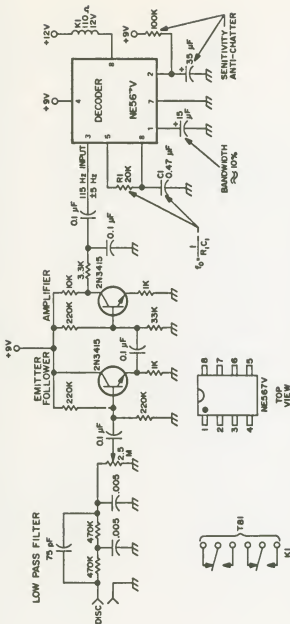 LOW PASS FILTER
75 pF
DISC
470K
470K
.005
.005
2.5
M
0.1 µF
220K
220K
EMITTER
FOLLOWER
2N3415
1K
0.1 µF
+9V
220K
10K
AMPLIFIER
2N3415
33K
1K
3.3K
0.1 µF
0.1 µF
115 Hz INPUT
±5 Hz
3
4
+9V
DECODER
NE567V
8
5
8
1
7
2
+12V
K1
110 Ω
12V
+9V
100K
+
35 µF
SENSITIVITY
ANTI-CHATTER
+
15
µF
BANDWIDTH
≈ 10%
R1
20K
C1
0.47 µF
fo= 1
R1C1
1
2
3
4
8
7
6
5
NE567V
TOP
VIEW
TB1
K1